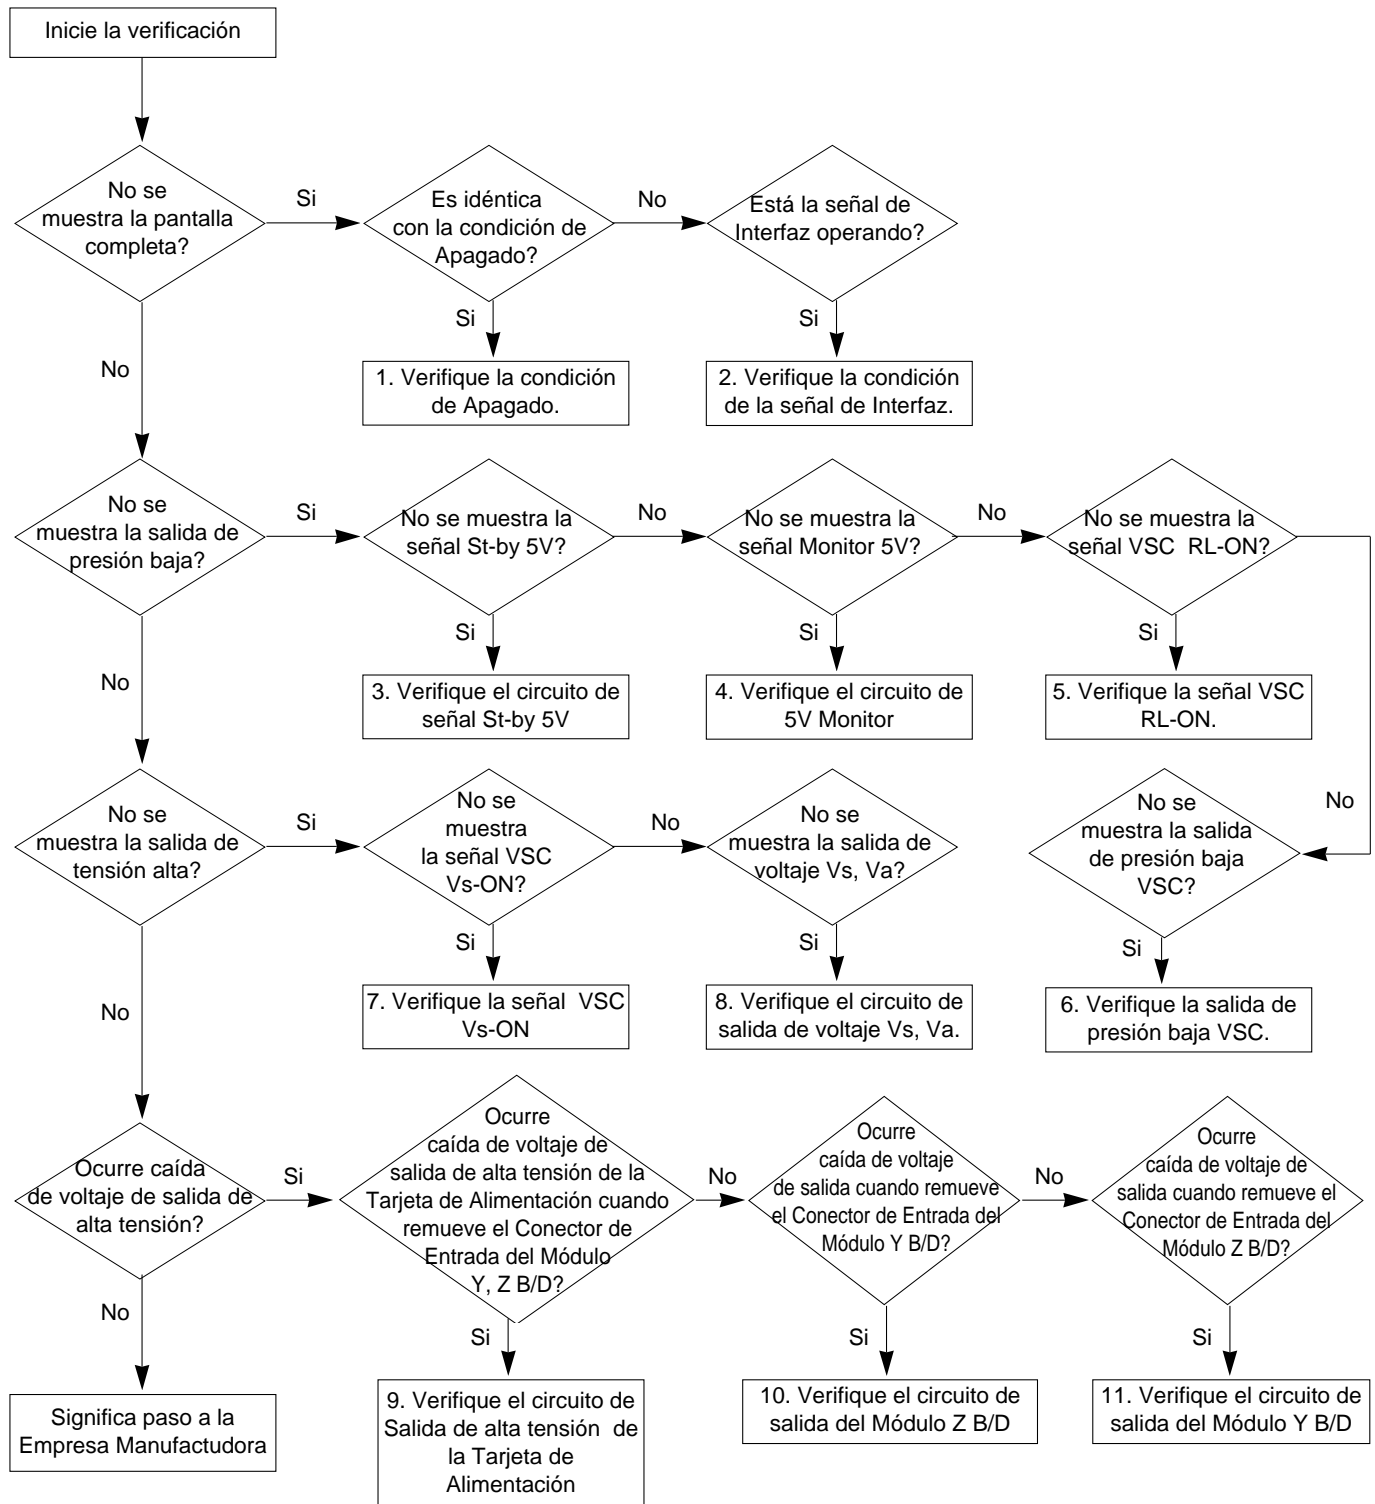 Inicie la verificación
No se
muestra la pantalla
completa?
Si
Es idéntica
con la condición de
Apagado?
No
Está la señal de
Interfaz operando?
Si
Si
No
1. Verifique la condición
de Apagado.
2. Verifique la condición
de la señal de Interfaz.
No se
muestra la salida de
presión baja?
Si
No se muestra la
señal St-by 5V?
No
No se muestra la
señal Monitor 5V?
No
No se muestra la
señal VSC RL-ON?
Si
Si
Si
No
3. Verifique el circuito de
señal St-by 5V
4. Verifique el circuito de
5V Monitor
5. Verifique la señal VSC
RL-ON.
No se
muestra la salida de
tensión alta?
Si
No se
muestra
la señal VSC
Vs-ON?
No
No se
muestra la salida de
voltaje Vs, Va?
No se
muestra la salida
de presión baja
VSC?
No
Si
Si
Si
No
7. Verifique la señal VSC
Vs-ON
8. Verifique el circuito de
salida de voltaje Vs, Va.
6. Verifique la salida de
presión baja VSC.
Ocurre caída
de voltaje de salida de
alta tensión?
Si
Ocurre
caída de voltaje de
salida de alta tensión de la
Tarjeta de Alimentación cuando
remueve el Conector de
Entrada del Módulo
Y, Z B/D?
No
Ocurre
caída de voltaje
de salida cuando remueve
el Conector de Entrada del
Módulo Y B/D?
No
Ocurre
caída de voltaje de
salida cuando remueve el
Conector de Entrada del
Módulo Z B/D?
No
Si
Si
Si
Significa paso a la
Empresa Manufactudora
9. Verifique el circuito de
Salida de alta tensión de
la Tarjeta de
Alimentación
10. Verifique el circuito de
salida del Módulo Z B/D
11. Verifique el circuito de
salida del Módulo Y B/D